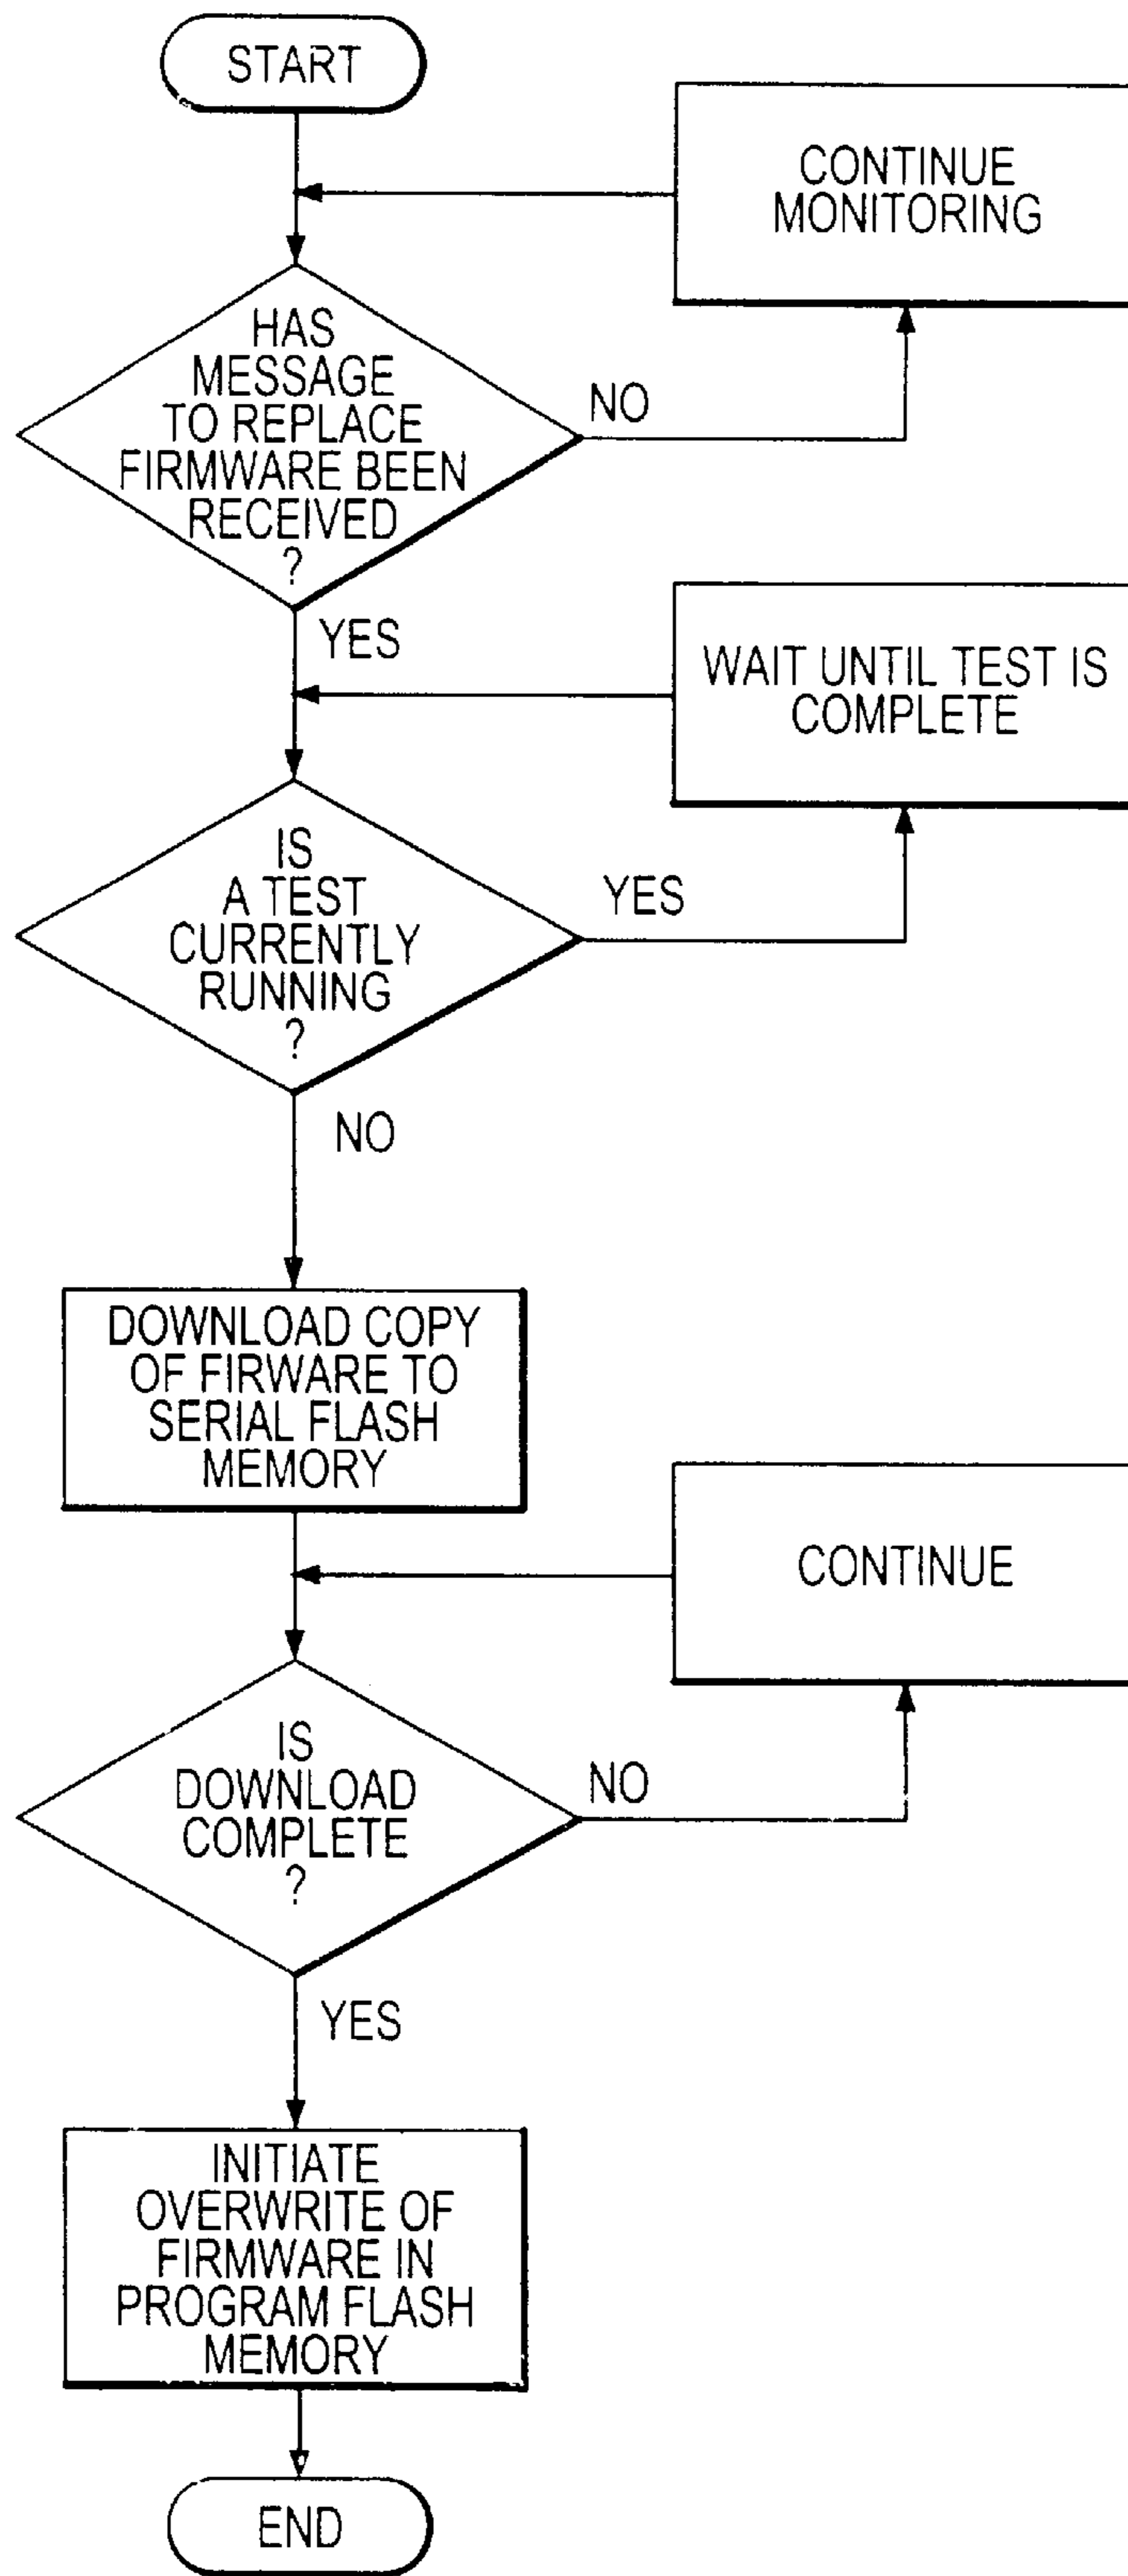 START
CONTINUE
MONITORING
HAS
MESSAGE
TO REPLACE
FIRMWARE BEEN
RECEIVED
?
NO
YES
WAIT UNTIL TEST IS
COMPLETE
IS
A TEST
CURRENTLY
RUNNING
?
YES
NO
DOWNLOAD COPY
OF FIRWARE TO
SERIAL FLASH
MEMORY
CONTINUE
IS
DOWNLOAD
COMPLETE
?
NO
YES
INITIATE
OVERWRITE OF
FIRMWARE IN
PROGRAM FLASH
MEMORY
END